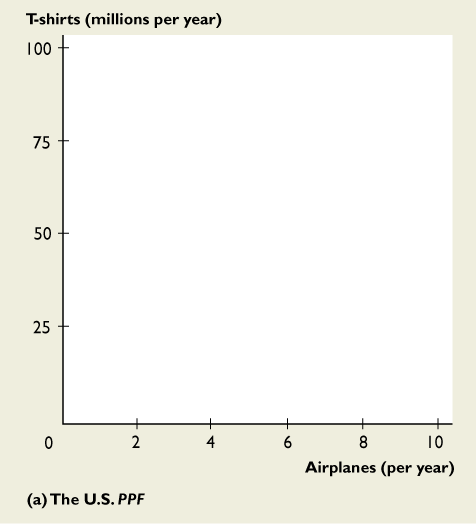 T-shirts (millions per year)
100
75
50
25
0 2 4 6 8 10
Airplanes (per year)
(a) The U.S. PPF